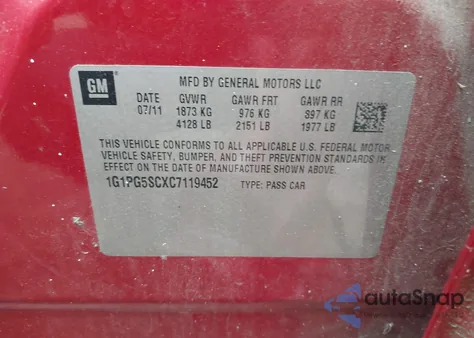 GM
MFD BY GENERAL MOTORS LLC
DATE GVWR GAWR FRT GAWR RR
07/11 1873 KG 976 KG 897 KG
4128 LB 2151 LB 1977 LB
THIS VEHICLE CONFORMS TO ALL APPLICABLE U.S. FEDERAL MOTOR
VEHICLE SAFETY, BUMPER, AND THEFT PREVENTION STANDARDS IN
EFFECT ON THE DATE OF MANUFACTURE SHOWN ABOVE.
1G1PG5SCXC7119452 TYPE: PASS CAR
autaSnap